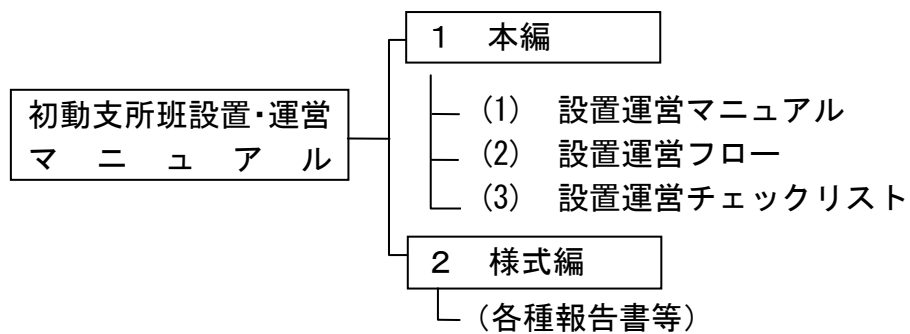 初動支所班設置・運営
マニュアル
１　本編
(1)　設置運営マニュアル
(2)　設置運営フロー
(3)　設置運営チェックリスト
２　様式編
（各種報告書等）